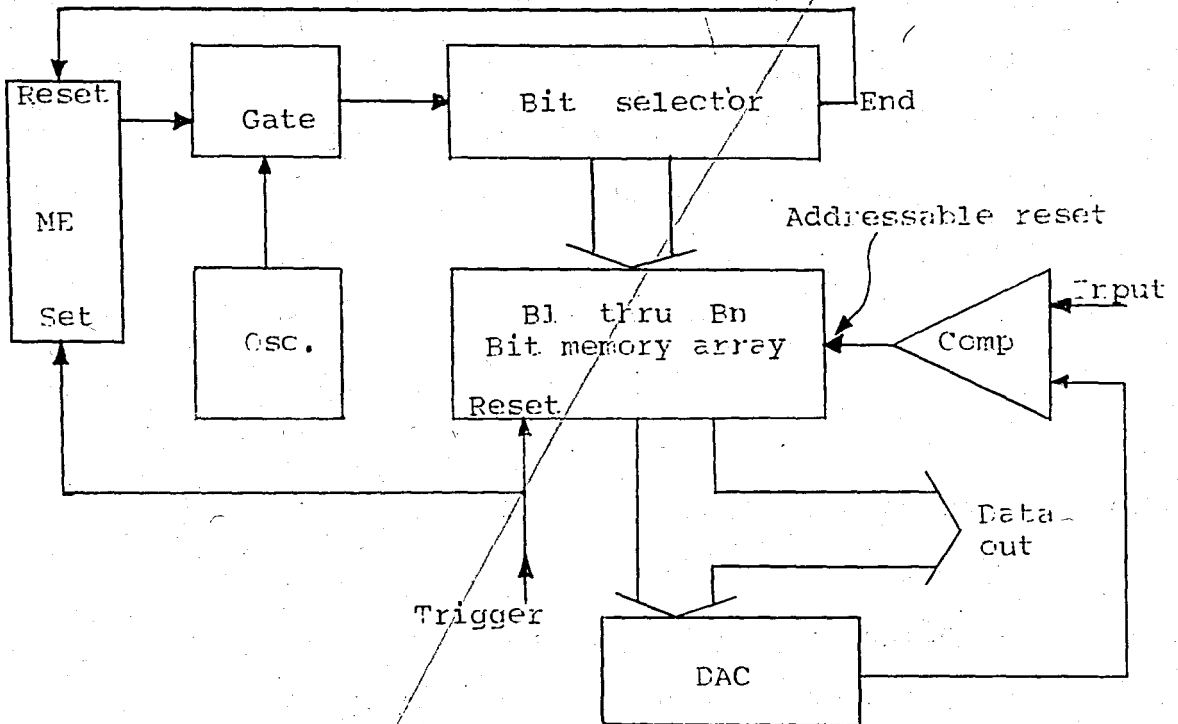 Reset
Gate
Bit selector
End
ME
Addressable reset
Set
Osc.
B1 thru Bn
Bit memory array
Comp
Input
Reset
Data
out
Trigger
DAC